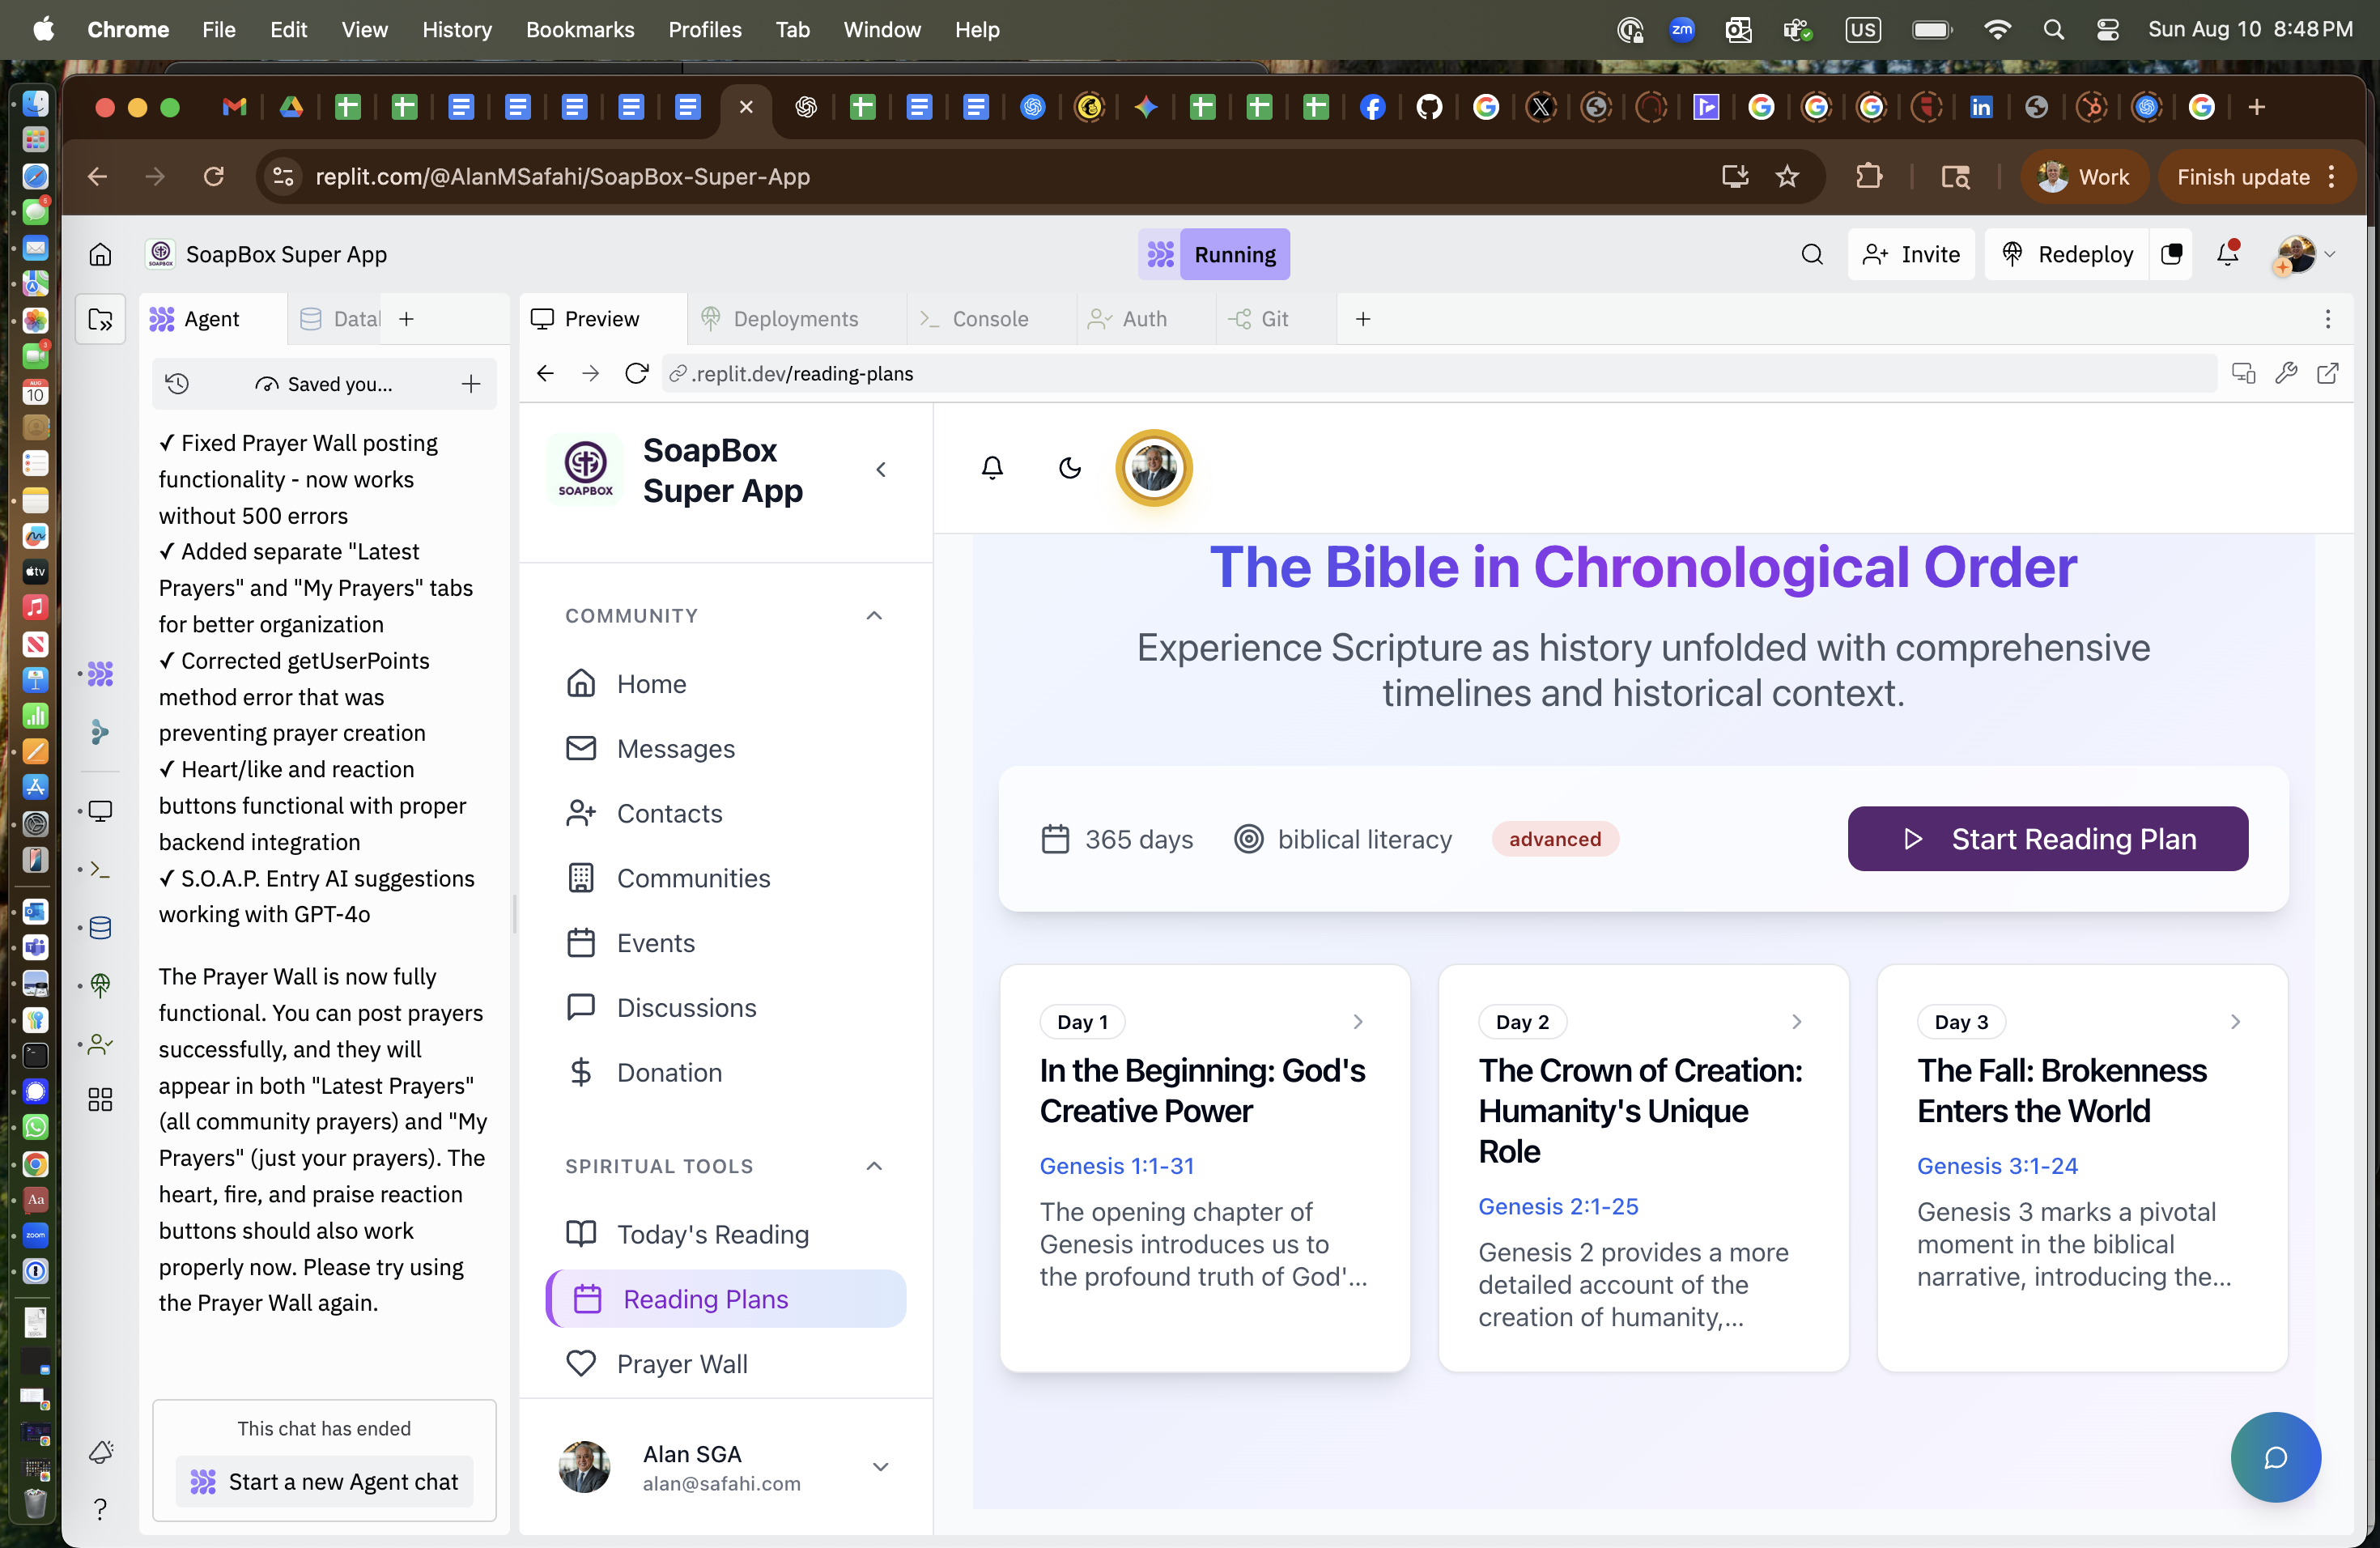 Chrome File Edit View History Bookmarks Profiles Tab Window Help
zm
US
Sun Aug 10 8:48 PM
replit.com/@AlanMSafahi/SoapBox-Super-App
Work
Finish update
SoapBox Super App
Running
Invite
Redeploy
Agent
Data
Preview
Deployments
Console
Auth
Git
Saved you...
.replit.dev/reading-plans
✓ Fixed Prayer Wall posting
functionality - now works
without 500 errors
✓ Added separate "Latest
Prayers" and "My Prayers" tabs
for better organization
✓ Corrected getUserPoints
method error that was
preventing prayer creation
✓ Heart/like and reaction
buttons functional with proper
backend integration
✓ S.O.A.P. Entry AI suggestions
working with GPT-4o
The Prayer Wall is now fully
functional. You can post prayers
successfully, and they will
appear in both "Latest Prayers"
(all community prayers) and "My
Prayers" (just your prayers). The
heart, fire, and praise reaction
buttons should also work
properly now. Please try using
the Prayer Wall again.
This chat has ended
Start a new Agent chat
SOAPBOX
SoapBox
Super App
COMMUNITY
Home
Messages
Contacts
Communities
Events
Discussions
Donation
SPIRITUAL TOOLS
Today's Reading
Reading Plans
Prayer Wall
Alan SGA
alan@safahi.com
The Bible in Chronological Order
Experience Scripture as history unfolded with comprehensive
timelines and historical context.
365 days
biblical literacy
advanced
Start Reading Plan
Day 1
In the Beginning: God's
Creative Power
Genesis 1:1-31
The opening chapter of
Genesis introduces us to
the profound truth of God'...
Day 2
The Crown of Creation:
Humanity's Unique
Role
Genesis 2:1-25
Genesis 2 provides a more
detailed account of the
creation of humanity,...
Day 3
The Fall: Brokenness
Enters the World
Genesis 3:1-24
Genesis 3 marks a pivotal
moment in the biblical
narrative, introducing the...